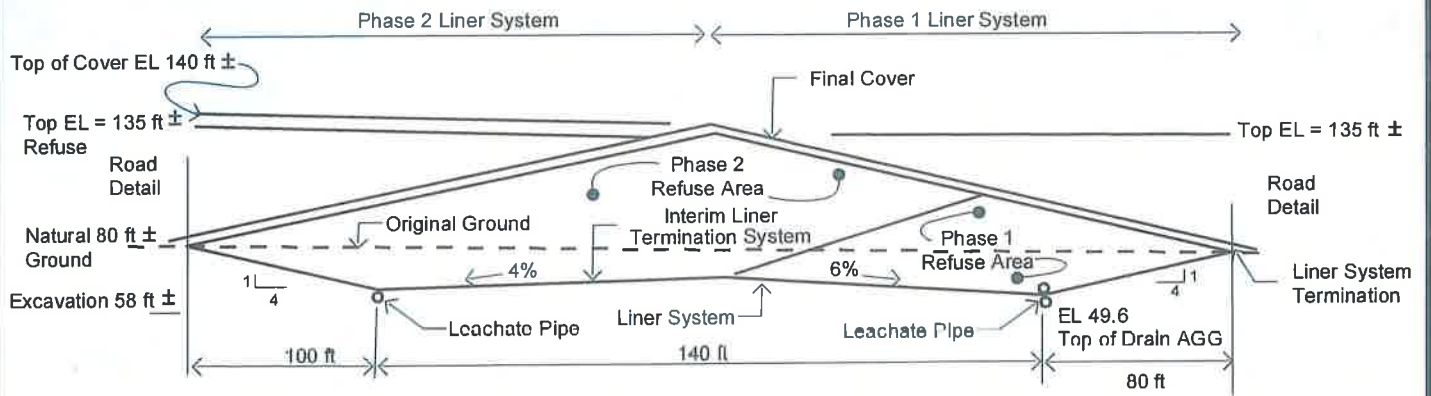 Phase 2 Liner System
Phase 1 Liner System
Top of Cover EL 140 ft ±
Final Cover
Top EL = 135 ft ±
Refuse
Top EL = 135 ft ±
Road
Detail
Phase 2
Refuse Area
Road
Detail
Natural 80 ft ±
Ground
Original Ground
Interim Liner
Termination System
Phase 1
Refuse Area
4%
6%
1
4
1
4
Liner System
Termination
Excavation 58 ft ±
Leachate Pipe
Liner System
Leachate Pipe
EL 49.6
Top of Drain AGG
100 ft
140 ft
80 ft